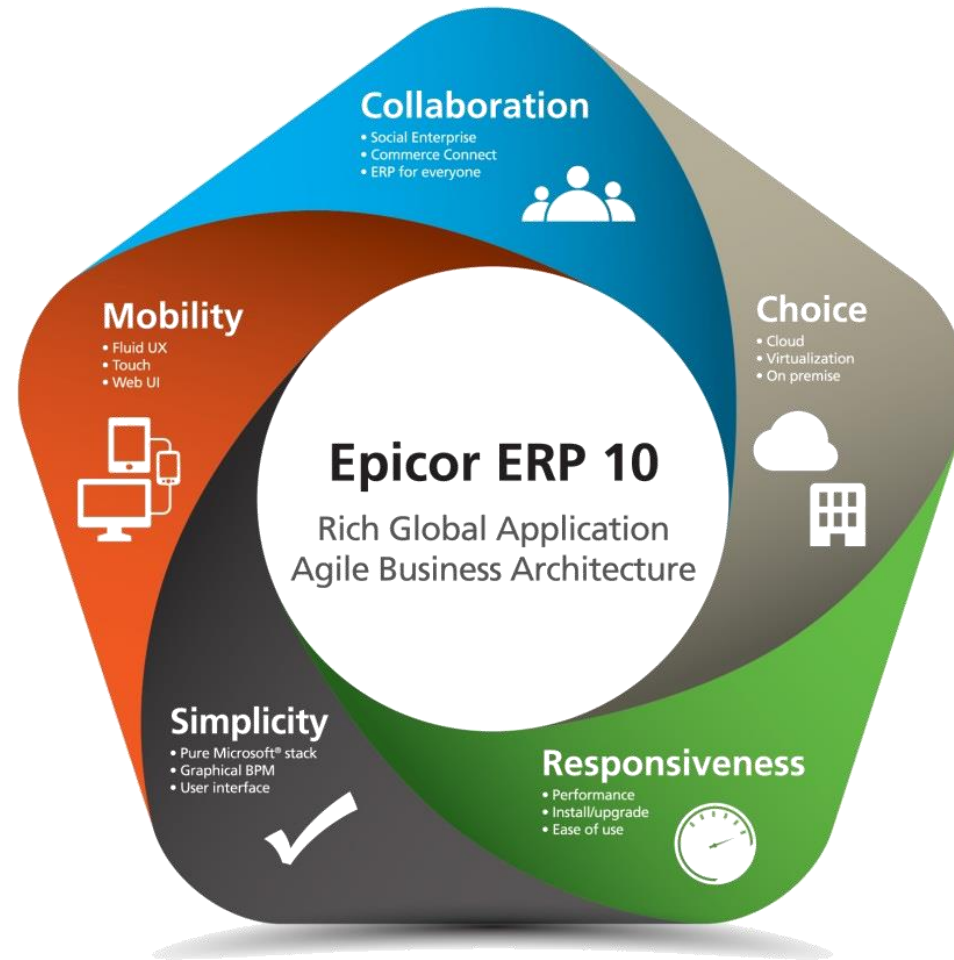 Collaboration
• Social Enterprise
• Commerce Connect
• ERP for everyone
Choice
• Cloud
• Virtualization
• On premise
Mobility
• Fluid UX
• Touch
• Web UI
Epicor ERP 10
Rich Global Application
Agile Business Architecture
Simplicity
• Pure Microsoft® stack
• Graphical BPM
• User interface
Responsiveness
• Performance
• Install/upgrade
• Ease of use